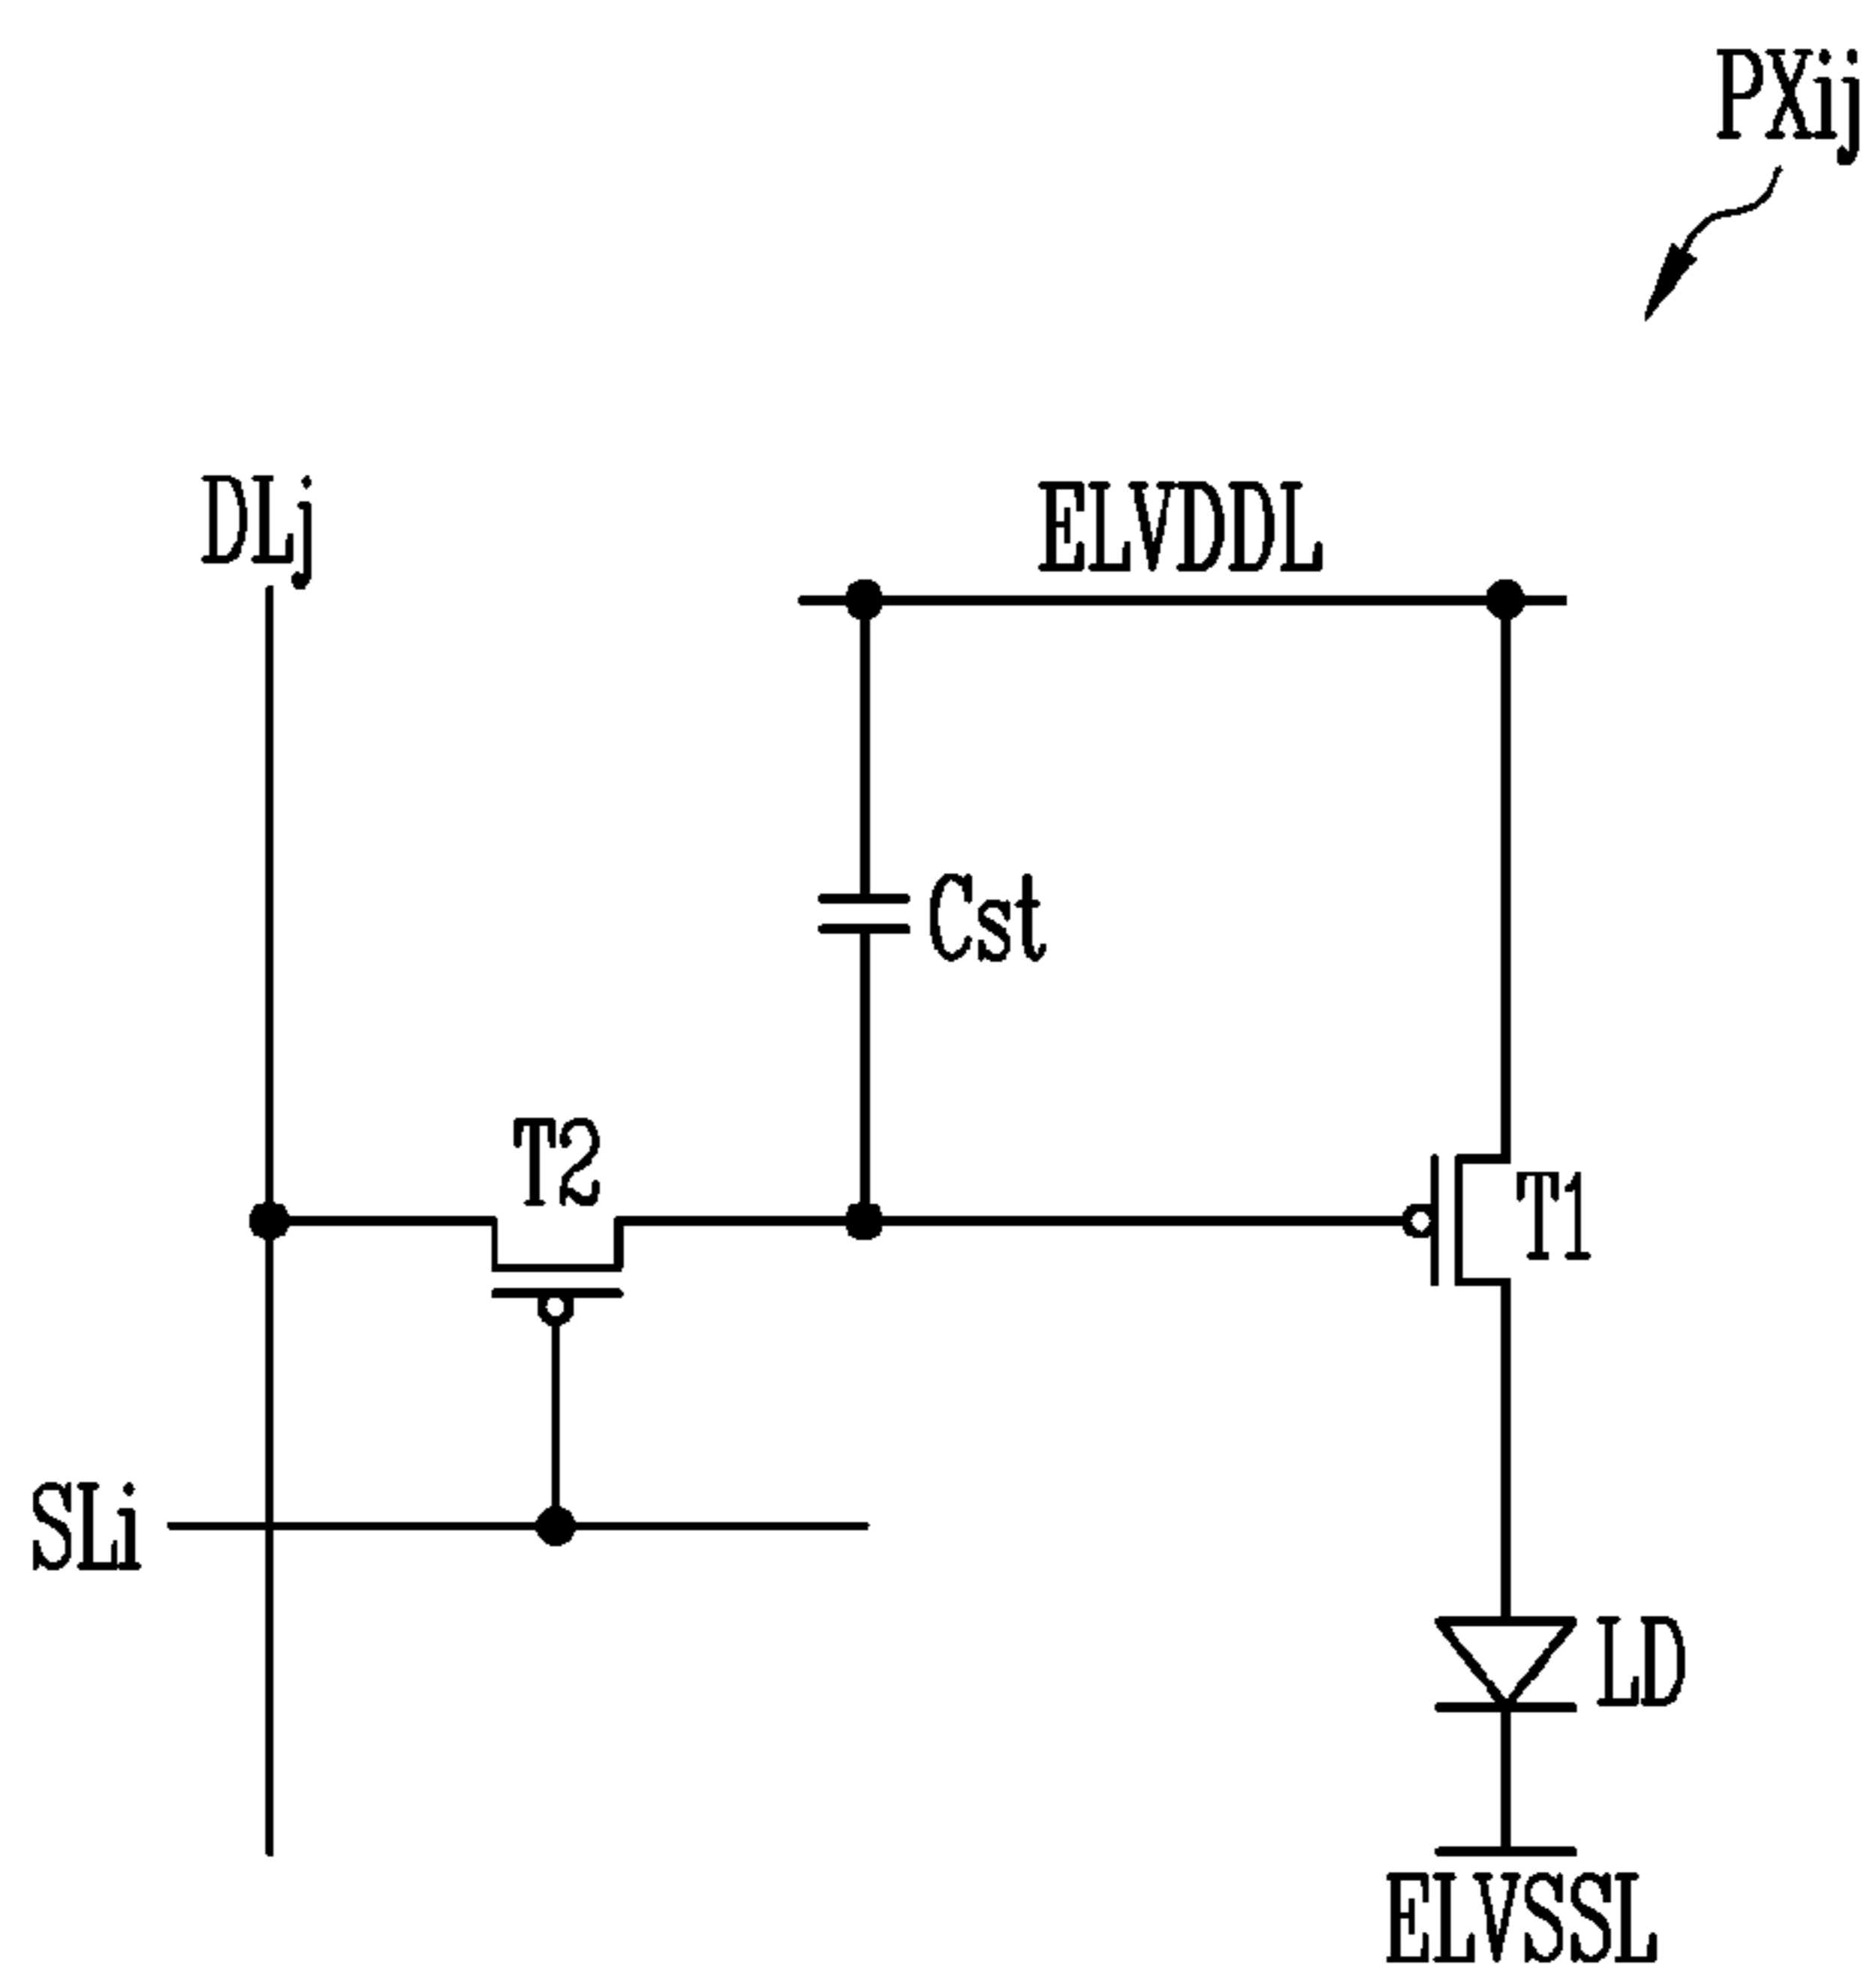 PXij
DLj
ELVDDL
Cst
T2
T1
SLi
LD
ELVSSL